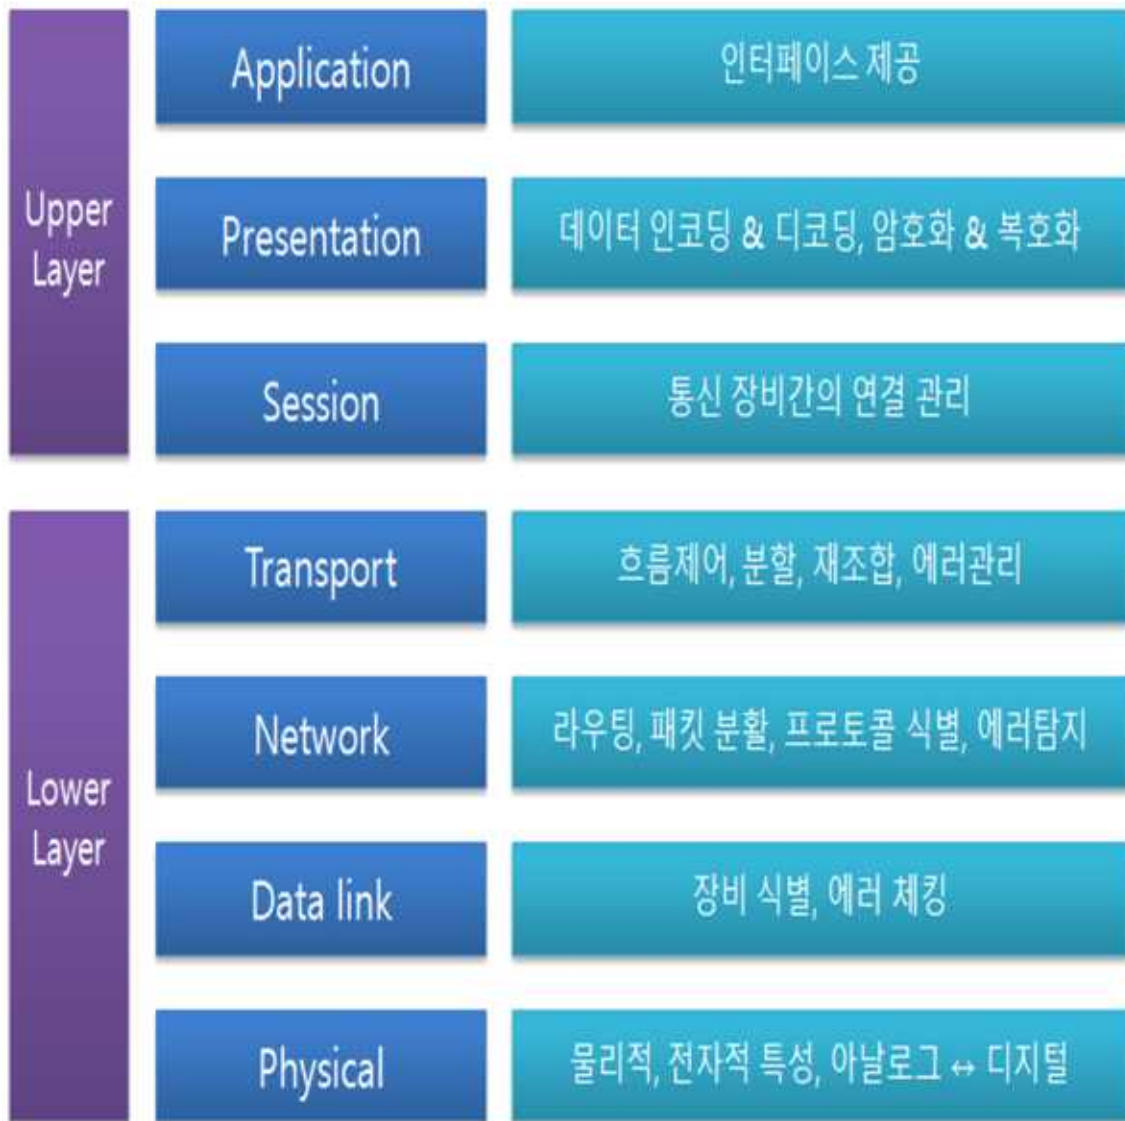 Upper
Layer
Application
인터페이스 제공
Presentation
데이터 인코딩 & 디코딩, 암호화 & 복호화
Session
통신 장비간의 연결 관리
Lower
Layer
Transport
흐름제어, 분할, 재조합, 에러관리
Network
라우팅, 패킷 분활, 프로토콜 식별, 에러탐지
Data link
장비 식별, 에러 체킹
Physical
물리적, 전자적 특성, 아날로그 ↔ 디지털